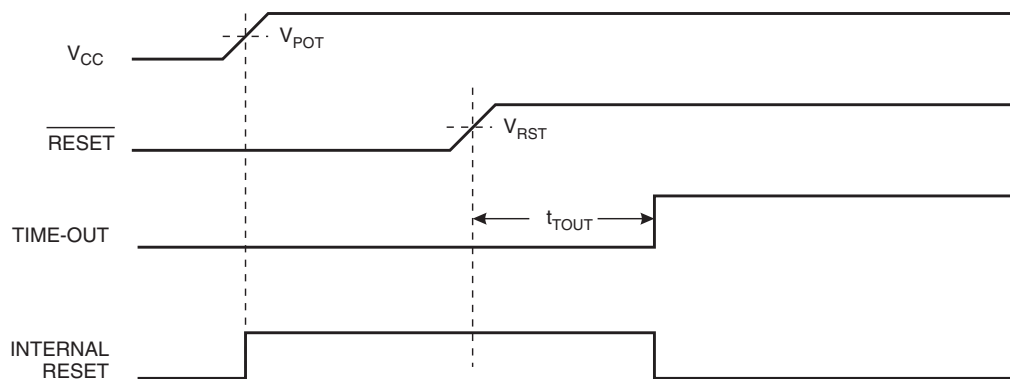 V_CC
V_POT
RESET
V_RST
TIME-OUT
t_TOUT
INTERNAL
RESET